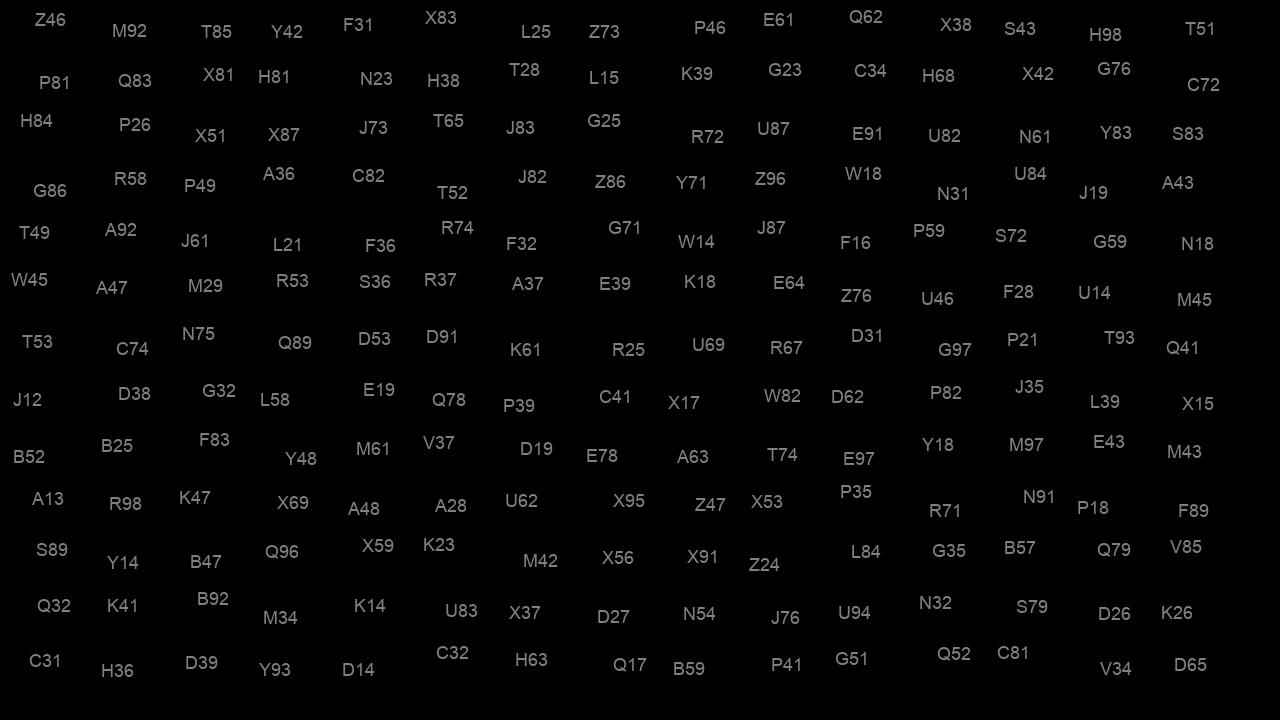 Z46 M92 T85 Y42 F31 X83 L25 Z73 P46 E61 Q62 X38 S43 H98 T51
P81 Q83 X81 H81 N23 H38 T28 L15 K39 G23 C34 H68 X42 G76 C72
H84 P26 X51 X87 J73 T65 J83 G25 R72 U87 E91 U82 N61 Y83 S83
G86 R58 P49 A36 C82 T52 J82 Z86 Y71 Z96 W18 N31 U84 J19 A43
T49 A92 J61 L21 F36 R74 F32 G71 W14 J87 F16 P59 S72 G59 N18
W45 A47 M29 R53 S36 R37 A37 E39 K18 E64 Z76 U46 F28 U14 M45
T53 C74 N75 Q89 D53 D91 K61 R25 U69 R67 D31 G97 P21 T93 Q41
J12 D38 G32 L58 E19 Q78 P39 C41 X17 W82 D62 P82 J35 L39 X15
B52 B25 F83 Y48 M61 V37 D19 E78 A63 T74 E97 Y18 M97 E43 M43
A13 R98 K47 X69 A48 A28 U62 X95 Z47 X53 P35 R71 N91 P18 F89
S89 Y14 B47 Q96 X59 K23 M42 X56 X91 Z24 L84 G35 B57 Q79 V85
Q32 K41 B92 M34 K14 U83 X37 D27 N54 J76 U94 N32 S79 D26 K26
C31 H36 D39 Y93 D14 C32 H63 Q17 B59 P41 G51 Q52 C81 V34 D65